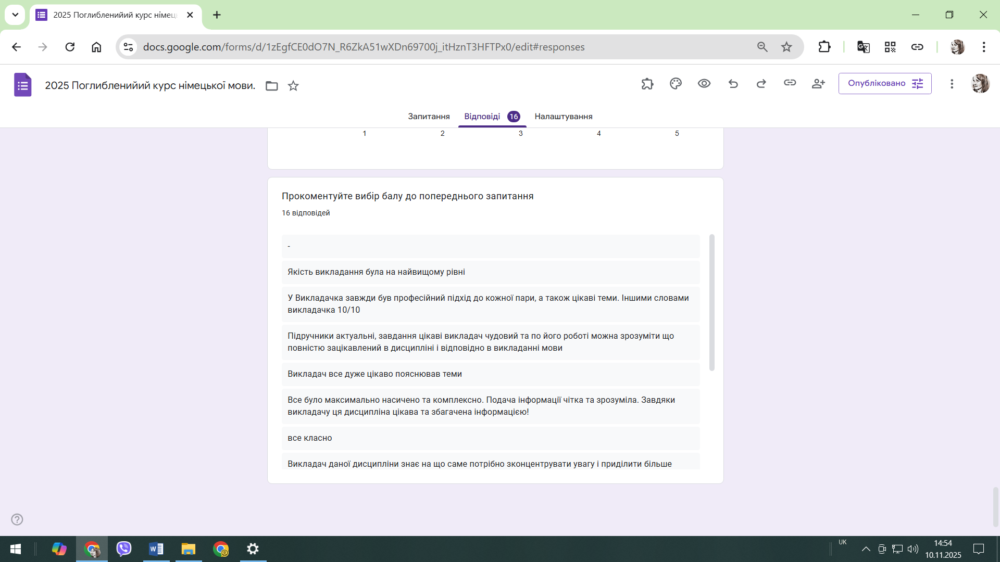 2025 Поглибленийий курс німець
docs.google.com/forms/d/1zEgfCE0dO7N_R6ZkA51wXDn69700j_itHznT3HFTPx0/edit#responses
2025 Поглибленийий курс німецької мови.
Опубліковано
Запитання Відповіді 16 Налаштування
1 2 3 4 5
Прокоментуйте вибір балу до попереднього запитання
16 відповідей
-
Якість викладання була на найвищому рівні
У Викладачка завжди був професійний підхід до кожної пари, а також цікаві теми. Іншими словами
викладачка 10/10
Підручники актуальні, завдання цікаві викладач чудовий та по його роботі можна зрозуміти що
повністю зацікавлений в дисципліні і відповідно в викладанні мови
Викладач все дуже цікаво пояснював теми
Все було максимально насичено та комплексно. Подача інформації чітка та зрозуміла. Завдяки
викладачу ця дисципліна цікава та збагачена інформацією!
все класно
Викладач даної дисципліни знає на що саме потрібно зконцентрувати увагу і приділити більше
UK
14:54
10.11.2025